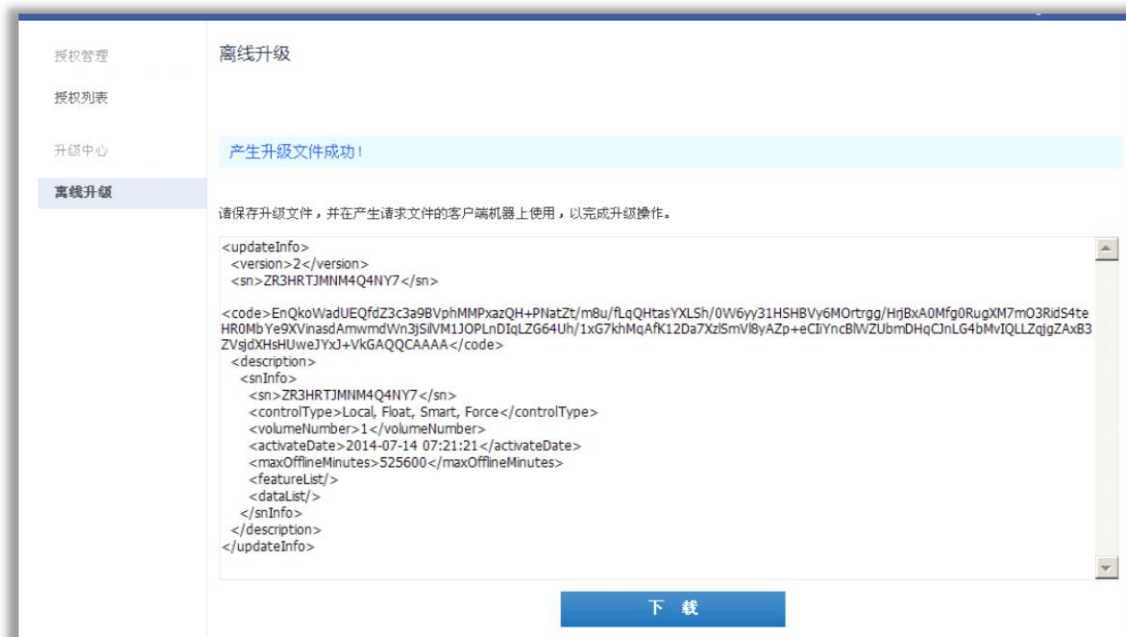 授权管理
授权列表
升级中心
离线升级
离线升级
产生升级文件成功!
请保存升级文件，并在产生请求文件的客户端机器上使用，以完成升级操作。
<updateInfo>
<version>2</version>
<sn>ZR3HRTJMNM4Q4NY7</sn>
<code>EnQkoWadUEQfdZ3c3a9BVphMMPxazQH+PNatZt/m8u/fLqQHtasYXLSh/0W6yy31HSHBVy6MOrtrgg/HrjBxA0Mfg0RugXM7mO3RidS4te
HR0MbYe9XVinasdAmwmdWn3jSilVM1JOPLnDIqLZG64Uh/1xG7khMqAfK12Da7XzlSmVl8yAZp+eCIiYncBlWZUbmDHqCJnLG4bMvIQLLZqjgZAxB3
ZVsjdXHsHUweJYxJ+VkGAQQCAAAA</code>
<description>
<snInfo>
<sn>ZR3HRTJMNM4Q4NY7</sn>
<controlType>Local, Float, Smart, Force</controlType>
<volumeNumber>1</volumeNumber>
<activateDate>2014-07-14 07:21:21</activateDate>
<maxOfflineMinutes>525600</maxOfflineMinutes>
<featureList/>
<dataList/>
</snInfo>
</description>
</updateInfo>
下 载